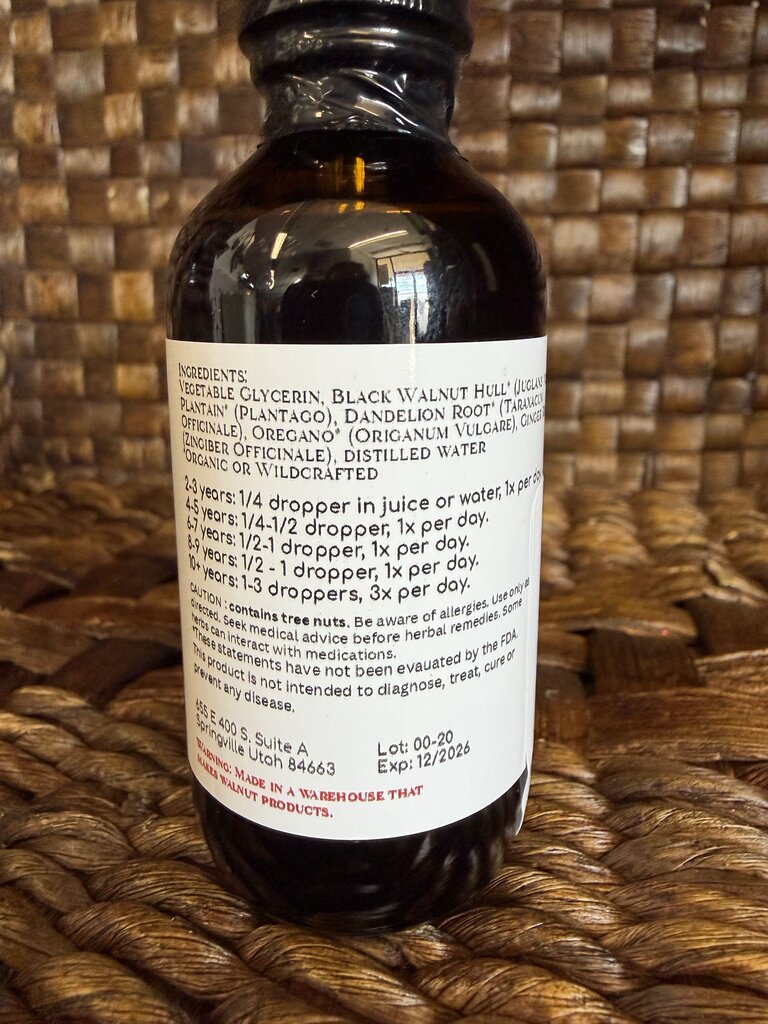 INGREDIENTS:
VEGETABLE GLYCERIN, BLACK WALNUT HULL* (JUGLANS
PLANTAIN* (PLANTAGO), DANDELION ROOT* (TARAXACUM
OFFICINALE), OREGANO* (ORIGANUM VULGARE), GINGER
(ZINGIBER OFFICINALE), DISTILLED WATER
*ORGANIC OR WILDCRAFTED
2-3 years: 1/4 dropper in juice or water, 1x per day.
4-5 years: 1/4-1/2 dropper, 1x per day.
6-7 years: 1/2-1 dropper, 1x per day.
8-9 years: 1/2 - 1 dropper, 1x per day.
10+ years: 1-3 droppers, 3x per day.
CAUTION : contains tree nuts. Be aware of allergies. Use only as
directed. Seek medical advice before herbal remedies. Some
herbs can interact with medications.
*These statements have not been evauated by the FDA.
This product is not intended to diagnose, treat, cure or
prevent any disease.
655 E 400 S. Suite A
Springville Utah 84663
Lot: 00-20
Exp: 12/2026
WARNING: MADE IN A WAREHOUSE THAT
MAKES WALNUT PRODUCTS.